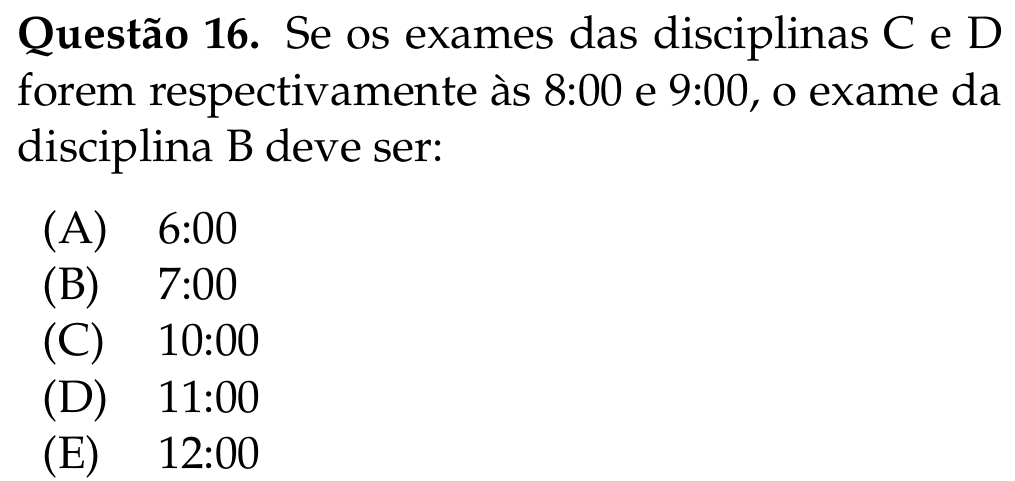 Questão 16. Se os exames das disciplinas C e D
forem respectivamente às 8:00 e 9:00, o exame da
disciplina B deve ser:
(A) 6:00
(B) 7:00
(C) 10:00
(D) 11:00
(E) 12:00